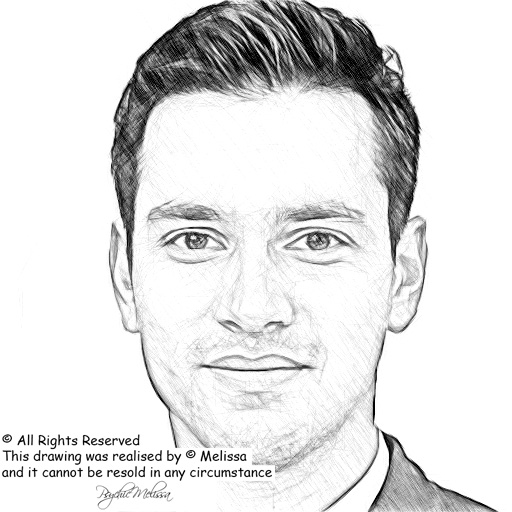 © All Rights Reserved
This drawing was realised by © Melissa
and it cannot be resold in any circumstance
Psychic Melissa